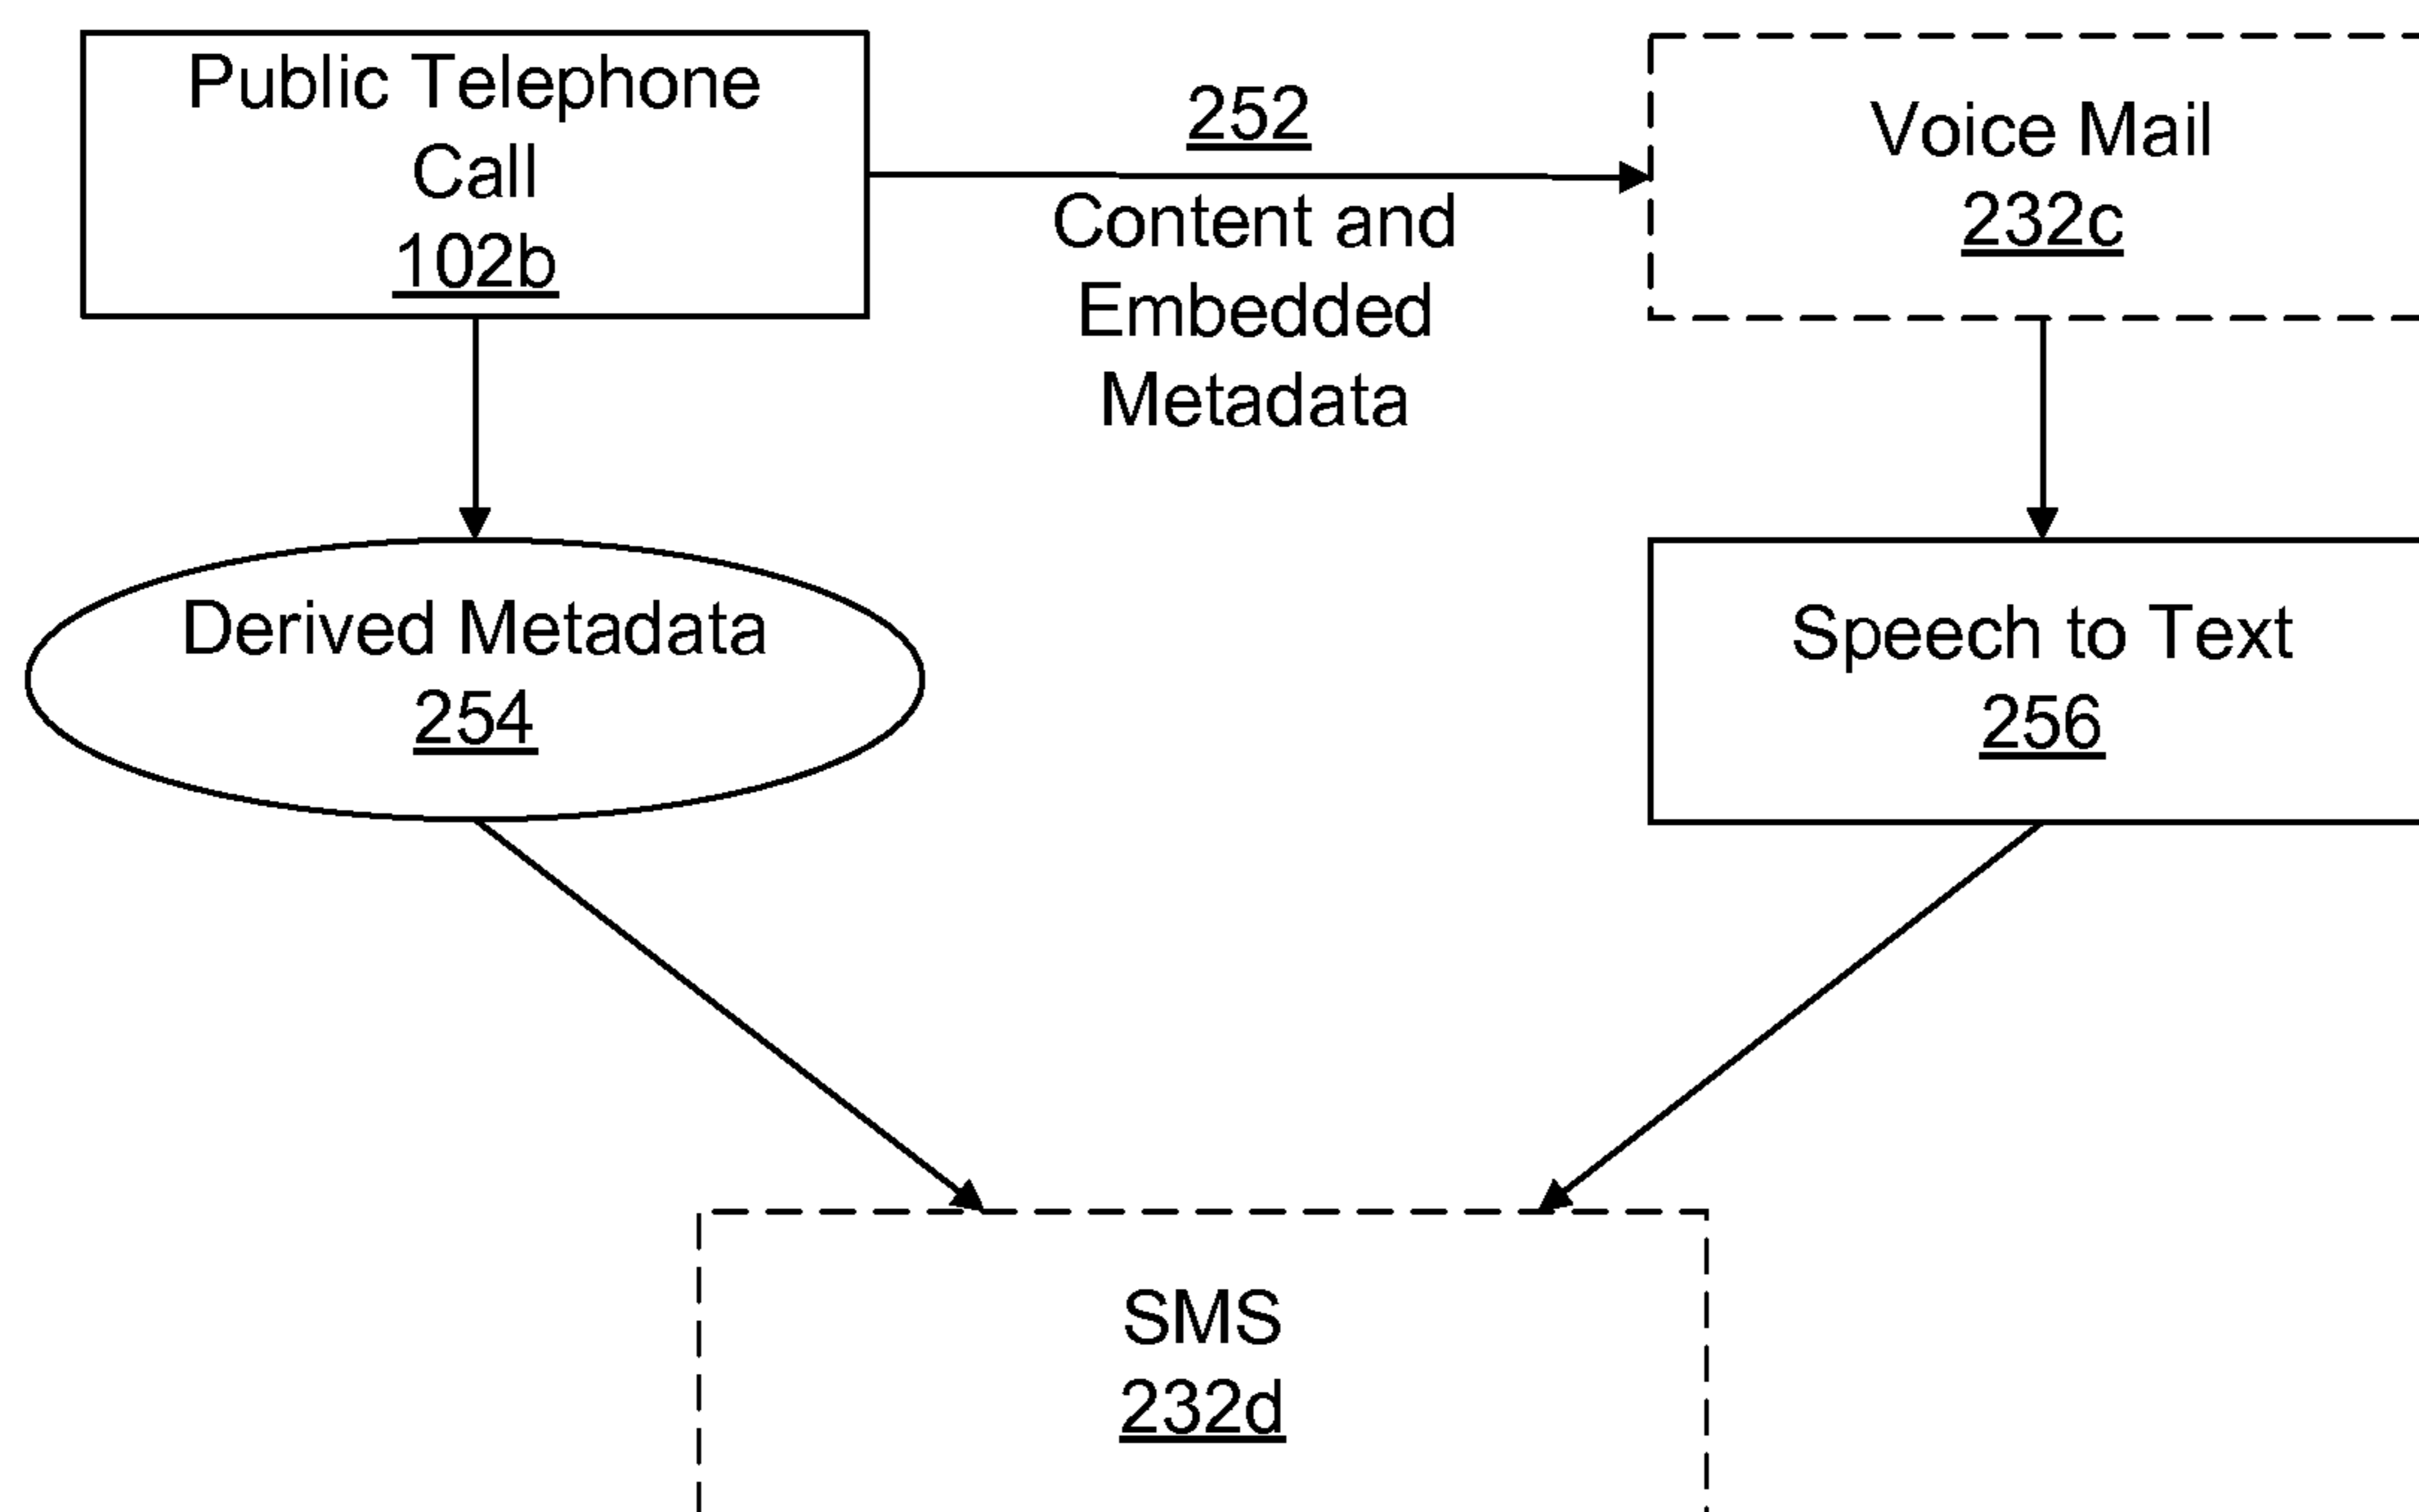 Public Telephone
Call
102b
252
Content and
Embedded
Metadata
Voice Mail
232c
Derived Metadata
254
Speech to Text
256
SMS
232d